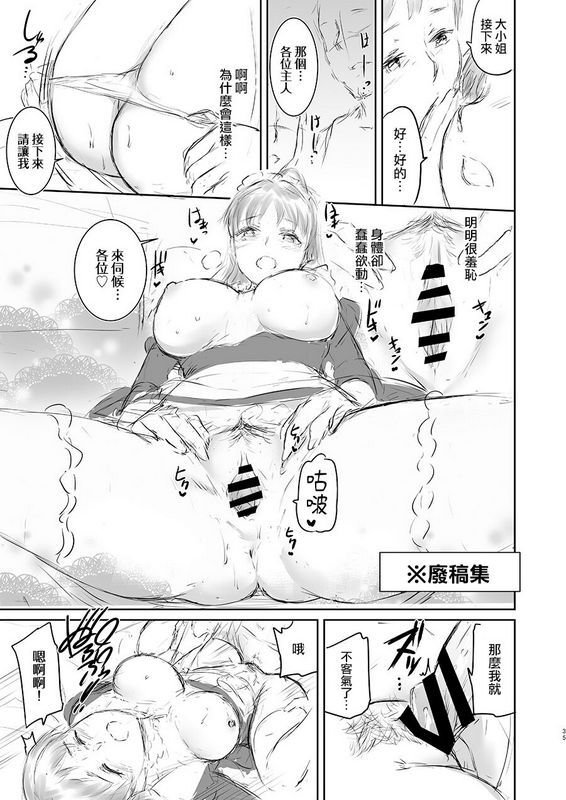 大小姐
接下來
好…好的…
那個…
各位主人
啊啊
為什麼會這樣…
接下來
請讓我
明明很羞恥
身體卻
蠢蠢欲動…
來伺候…
各位♡
咕啵
※廢稿集
那麼我就
不客氣了…
哦
嗯啊啊！
35